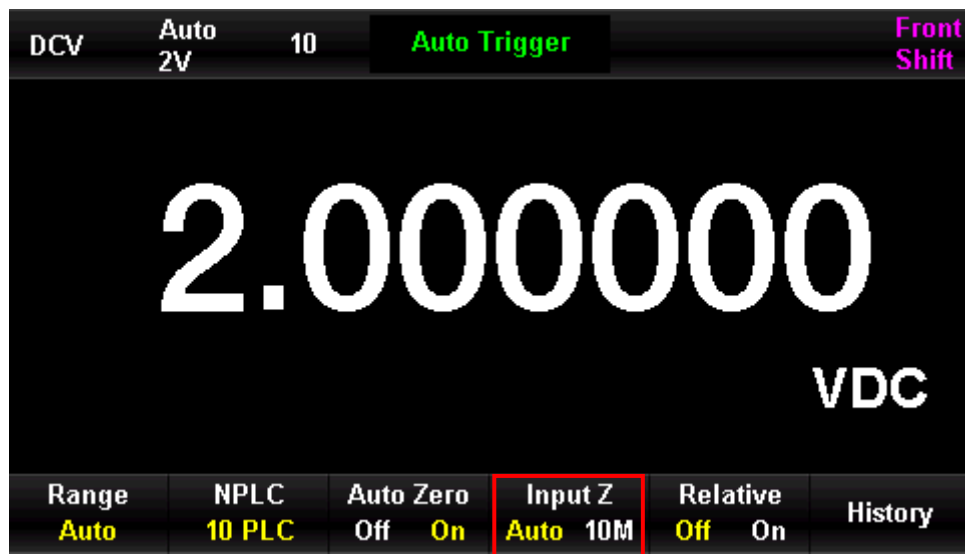 DCV Auto 10 Auto Trigger Front
2V Shift
2.000000
VDC
Range NPLC Auto Zero Input Z Relative History
Auto 10 PLC Off On Auto 10M Off On